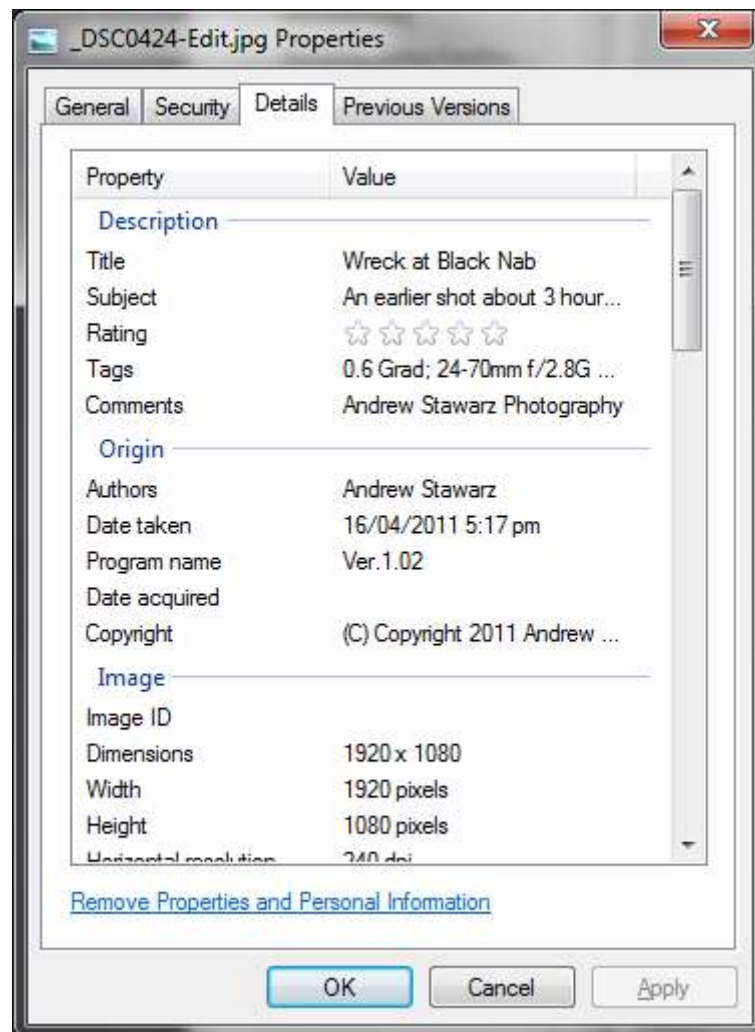 _DSC0424-Edit.jpg Properties
General Security Details Previous Versions
Property Value
Description
Title Wreck at Black Nab
Subject An earlier shot about 3 hour...
Rating
Tags 0.6 Grad; 24-70mm f/2.8G ...
Comments Andrew Stawarz Photography
Origin
Authors Andrew Stawarz
Date taken 16/04/2011 5:17 pm
Program name Ver.1.02
Date acquired
Copyright (C) Copyright 2011 Andrew ...
Image
Image ID
Dimensions 1920 x 1080
Width 1920 pixels
Height 1080 pixels
Horizontal resolution 240 dpi
Remove Properties and Personal Information
OK Cancel Apply